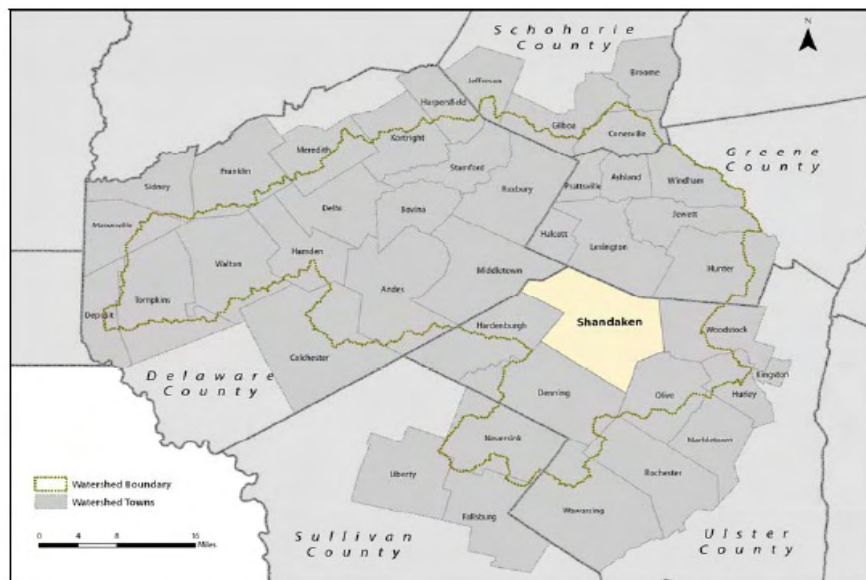 Schoharie
County
N
Broome
Jefferson
Harpersfield
Gilboa
Conesville
Meredith
Kortright
Greene
County
Franklin
Stamford
Ashland
Windham
Sidney
Prattsville
Roxbury
Delhi
Bovina
Jewett
Masonville
Halcott
Lexington
Walton
Hamden
Hunter
Middletown
Andes
Tompkins
Deposit
Shandaken
Hardenburgh
Woodstock
Colchester
Kingston
Delaware
County
Denning
Olive
Hurley
Neversink
Marbletown
Liberty
Rochester
Watershed Boundary
Watershed Towns
Wawarsing
Fallsburg
0 4 8 16
Miles
Sullivan
County
Ulster
County